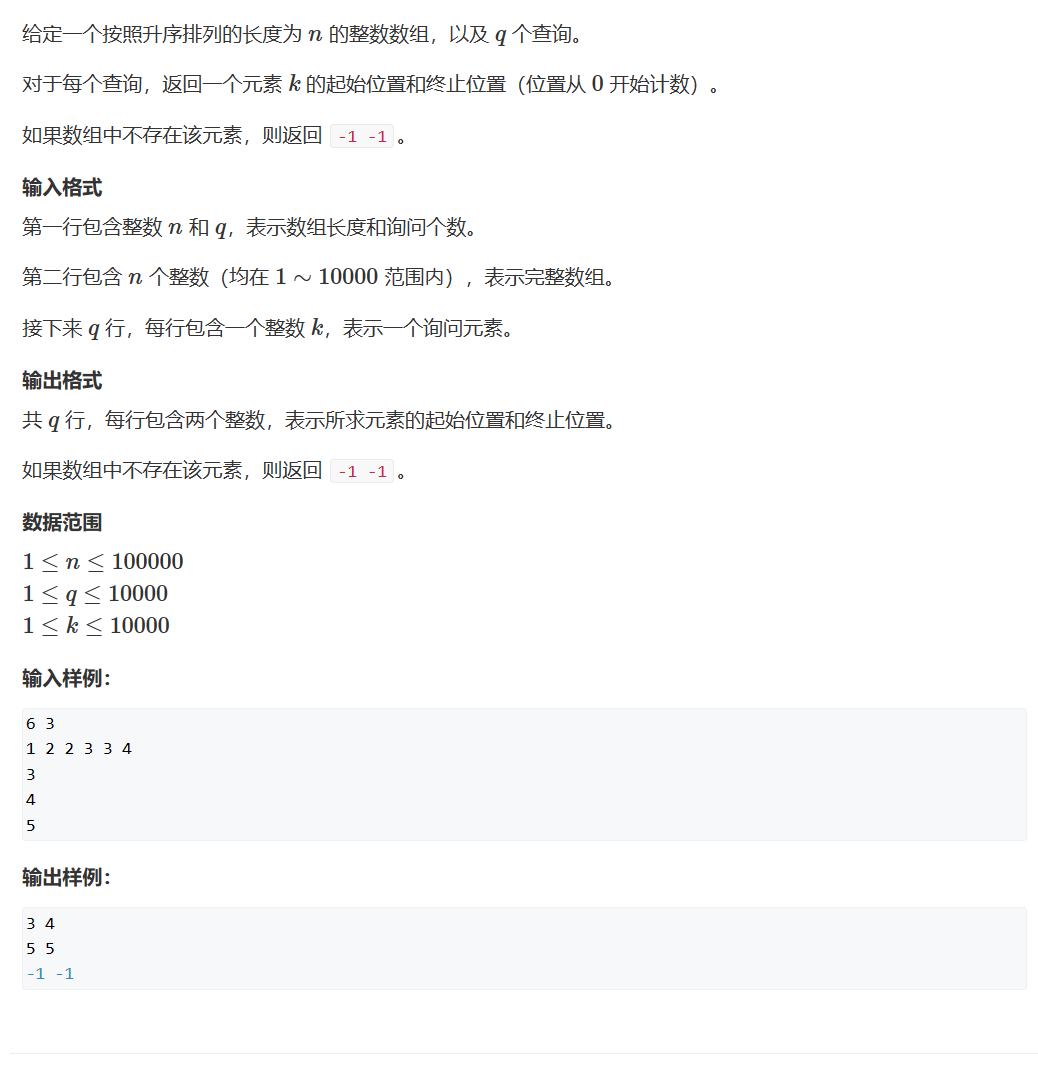 给定一个按照升序排列的长度为 n 的整数数组，以及 q 个查询。
对于每个查询，返回一个元素 k 的起始位置和终止位置（位置从 0 开始计数）。
如果数组中不存在该元素，则返回 -1 -1 。
输入格式
第一行包含整数 n 和 q，表示数组长度和询问个数。
第二行包含 n 个整数（均在 1 ∼ 10000 范围内），表示完整数组。
接下来 q 行，每行包含一个整数 k，表示一个询问元素。
输出格式
共 q 行，每行包含两个整数，表示所求元素的起始位置和终止位置。
如果数组中不存在该元素，则返回 -1 -1 。
数据范围
1 ≤ n ≤ 100000
1 ≤ q ≤ 10000
1 ≤ k ≤ 10000
输入样例：
6 3
1 2 2 3 3 4
3
4
5
输出样例：
3 4
5 5
-1 -1